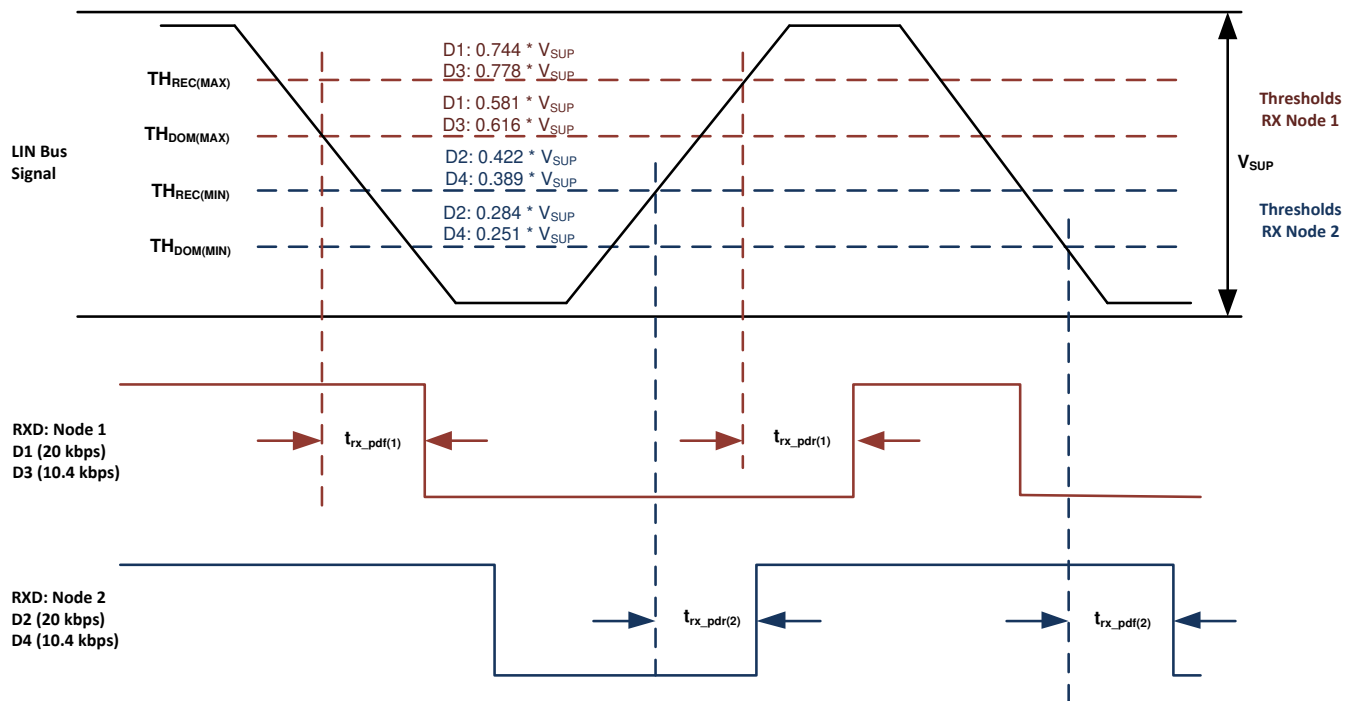 D1: 0.744 * VSUP
D3: 0.778 * VSUP
THREC(MAX)
D1: 0.581 * VSUP
D3: 0.616 * VSUP
THDOM(MAX)
Thresholds
RX Node 1
LIN Bus
Signal
D2: 0.422 * VSUP
D4: 0.389 * VSUP
THREC(MIN)
VSUP
D2: 0.284 * VSUP
D4: 0.251 * VSUP
THDOM(MIN)
Thresholds
RX Node 2
RXD: Node 1
D1 (20 kbps)
D3 (10.4 kbps)
trx_pdf(1)
trx_pdr(1)
RXD: Node 2
D2 (20 kbps)
D4 (10.4 kbps)
trx_pdr(2)
trx_pdf(2)